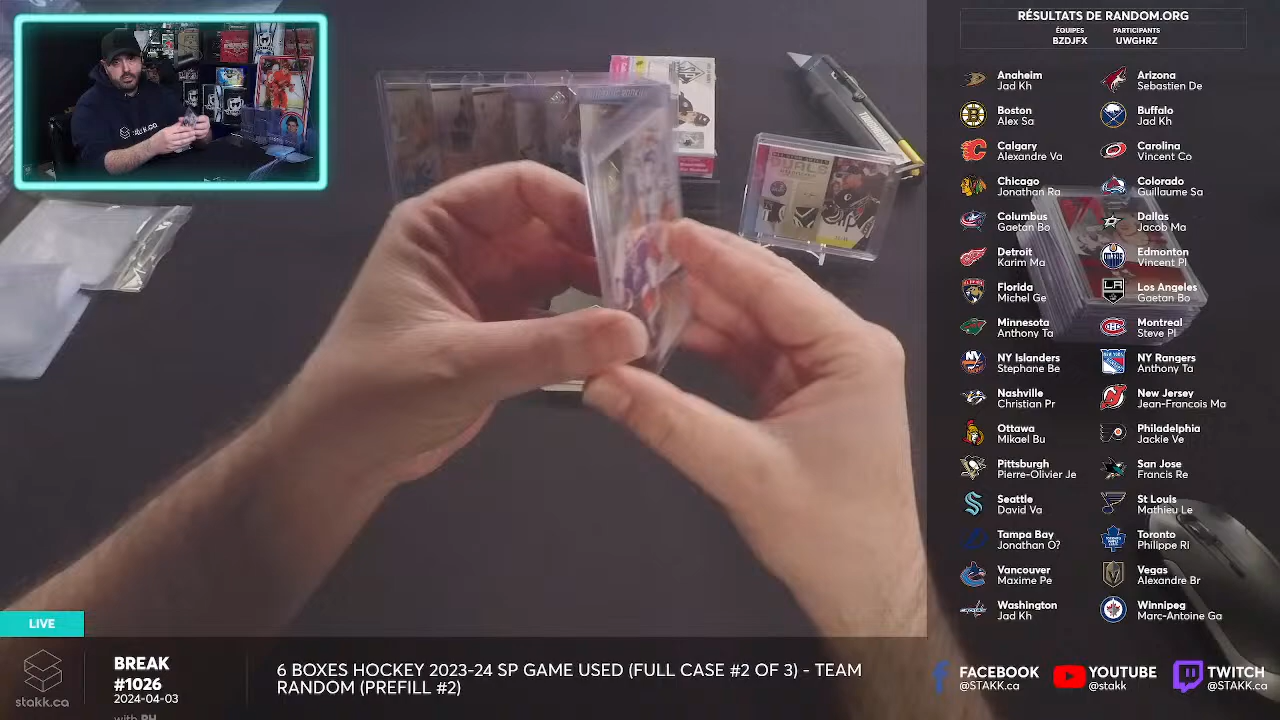 RÉSULTATS DE RANDOM.ORG
ÉQUIPES
BZDJFX
PARTICIPANTS
UWGHRZ
Anaheim
Jad Kh
Arizona
Sebastien De
Boston
Alex Sa
Buffalo
Jad Kh
Calgary
Alexandre Va
Carolina
Vincent Co
Chicago
Jonathan Ra
Colorado
Guillaume Sa
Columbus
Gaetan Bo
Dallas
Jacob Ma
Detroit
Karim Ma
Edmonton
Vincent Pl
Florida
Michel Ge
Los Angeles
Gaetan Bo
Minnesota
Anthony Ta
Montreal
Steve Pl
NY Islanders
Stephane Be
NY Rangers
Anthony Ta
Nashville
Christian Pr
New Jersey
Jean-Francois Ma
Ottawa
Mikael Bu
Philadelphia
Jackie Ve
Pittsburgh
Pierre-Olivier Je
San Jose
Francis Re
Seattle
David Va
St Louis
Mathieu Le
Tampa Bay
Jonathan O?
Toronto
Philippe Ri
Vancouver
Maxime Pe
Vegas
Alexandre Br
Washington
Jad Kh
Winnipeg
Marc-Antoine Ga
DUALS
stakk.ca
LIVE
stakk.ca
BREAK
#1026
2024-04-03
with PH
6 BOXES HOCKEY 2023-24 SP GAME USED (FULL CASE #2 OF 3) - TEAM
RANDOM (PREFILL #2)
FACEBOOK
@STAKK.ca
YOUTUBE
@stakk
TWITCH
@STAKK.ca